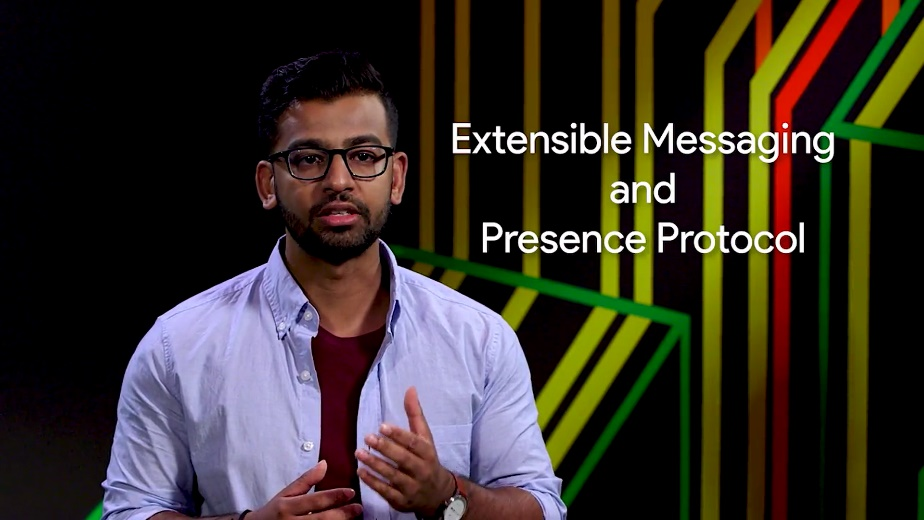 Extensible Messaging
and
Presence Protocol